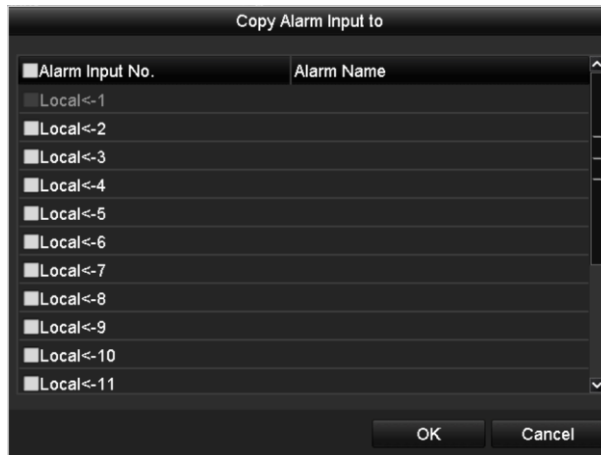 Copy Alarm Input to
Alarm Input No. Alarm Name
Local<-1
Local<-2
Local<-3
Local<-4
Local<-5
Local<-6
Local<-7
Local<-8
Local<-9
Local<-10
Local<-11
OK Cancel